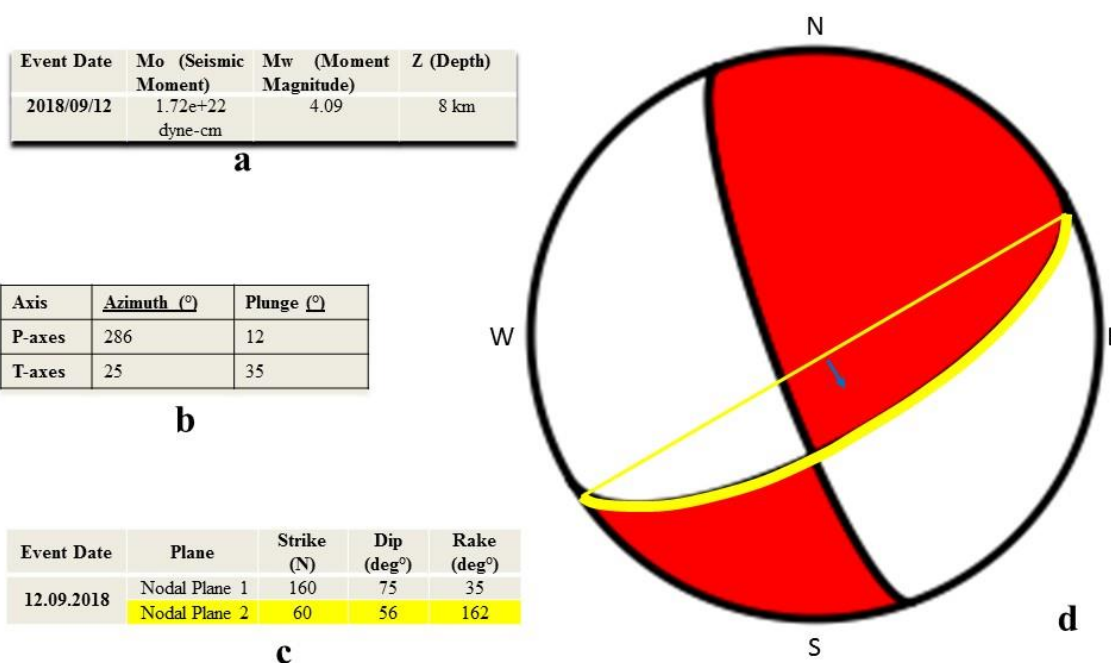 Event Date Mo (Seismic Moment) Mw (Moment Magnitude) Z (Depth)
2018/09/12 1.72e+22 dyne-cm 4.09 8 km
a
Axis Azimuth (°) Plunge (°)
P-axes 286 12
T-axes 25 35
b
Event Date Plane Strike (N) Dip (deg°) Rake (deg°)
12.09.2018 Nodal Plane 1 160 75 35
Nodal Plane 2 60 56 162
c
N
W
S
d